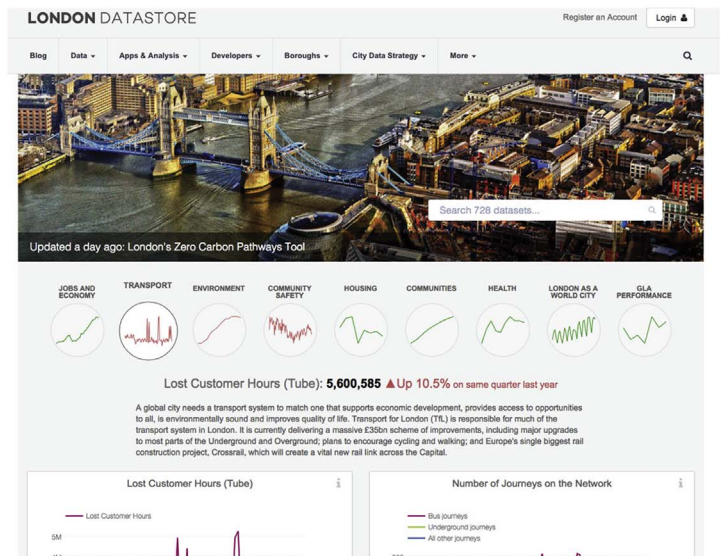 LONDON DATASTORE
Register an Account
Login
Blog
Data
Apps & Analysis
Developers
Boroughs
City Data Strategy
More
Search 728 datasets...
Updated a day ago: London's Zero Carbon Pathways Tool
JOBS AND
ECONOMY
TRANSPORT
ENVIRONMENT
COMMUNITY
SAFETY
HOUSING
COMMUNITIES
HEALTH
LONDON AS A
WORLD CITY
GLA
PERFORMANCE
Lost Customer Hours (Tube): 5,600,585 ▲Up 10.5% on same quarter last year
A global city needs a transport system to match one that supports economic development, provides access to opportunities
to all, is environmentally sound and improves quality of life. Transport for London (TfL) is responsible for much of the
transport system in London. It is currently delivering a massive £35bn scheme of improvements, including major upgrades
to most parts of the Underground and Overground; plans to encourage cycling and walking; and Europe's single biggest rail
construction project, Crossrail, which will create a vital new rail link across the Capital.
Lost Customer Hours (Tube)
Lost Customer Hours
5M
Number of Journeys on the Network
Bus journeys
Underground journeys
All other journeys